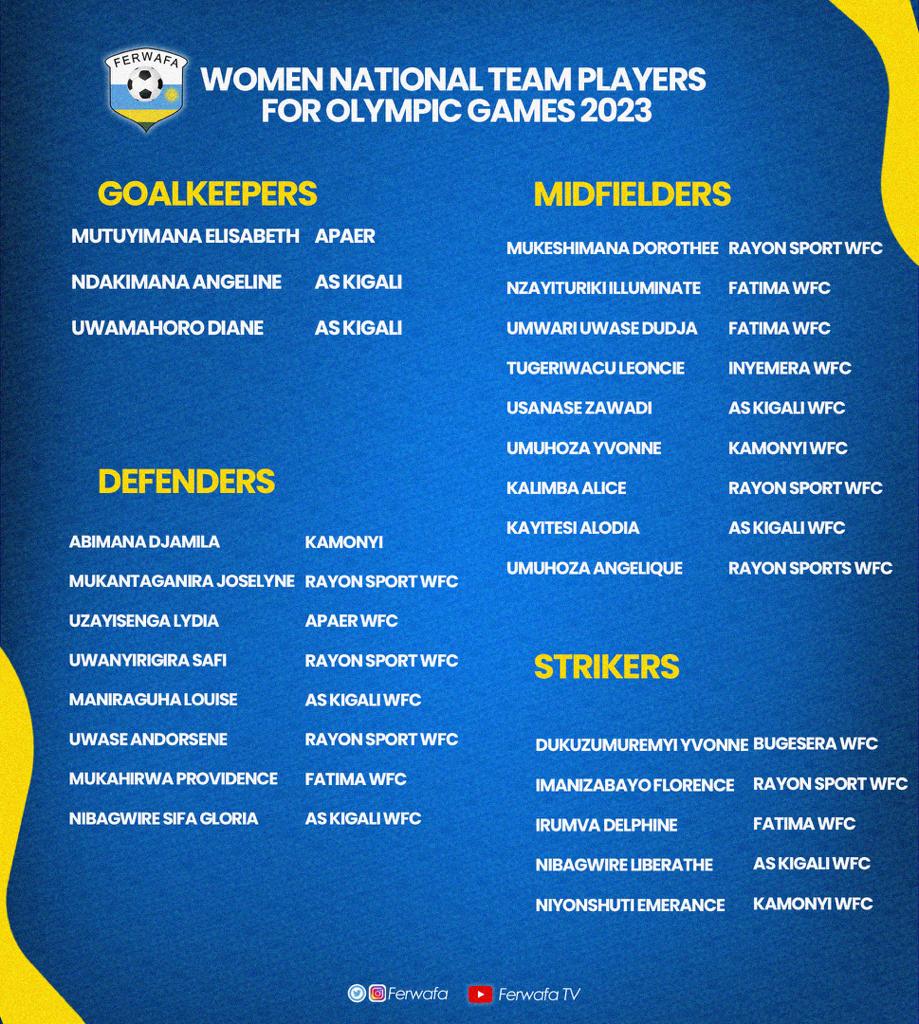 FERWAFA
WOMEN NATIONAL TEAM PLAYERS
FOR OLYMPIC GAMES 2023
GOALKEEPERS
MUTUYIMANA ELISABETH APAER
NDAKIMANA ANGELINE AS KIGALI
UWAMAHORO DIANE AS KIGALI
DEFENDERS
ABIMANA DJAMILA KAMONYI
MUKANTAGANIRA JOSELYNE RAYON SPORT WFC
UZAYISENGA LYDIA APAER WFC
UWANYIRIGIRA SAFI RAYON SPORT WFC
MANIRAGUHA LOUISE AS KIGALI WFC
UWASE ANDORSENE RAYON SPORT WFC
MUKAHIRWA PROVIDENCE FATIMA WFC
NIBAGWIRE SIFA GLORIA AS KIGALI WFC
MIDFIELDERS
MUKESHIMANA DOROTHEE RAYON SPORT WFC
NZAYITURIKI ILLUMINATE FATIMA WFC
UMWARI UWASE DUDJA FATIMA WFC
TUGERIWACU LEONCIE INYEMERA WFC
USANASE ZAWADI AS KIGALI WFC
UMUHOZA YVONNE KAMONYI WFC
KALIMBA ALICE RAYON SPORT WFC
KAYITESI ALODIA AS KIGALI WFC
UMUHOZA ANGELIQUE RAYON SPORTS WFC
STRIKERS
DUKUZUMUREMYI YVONNE BUGESERA WFC
IMANIZABAYO FLORENCE RAYON SPORT WFC
IRUMVA DELPHINE FATIMA WFC
NIBAGWIRE LIBERATHE AS KIGALI WFC
NIYONSHUTI EMERANCE KAMONYI WFC
Ferwafa Ferwafa TV